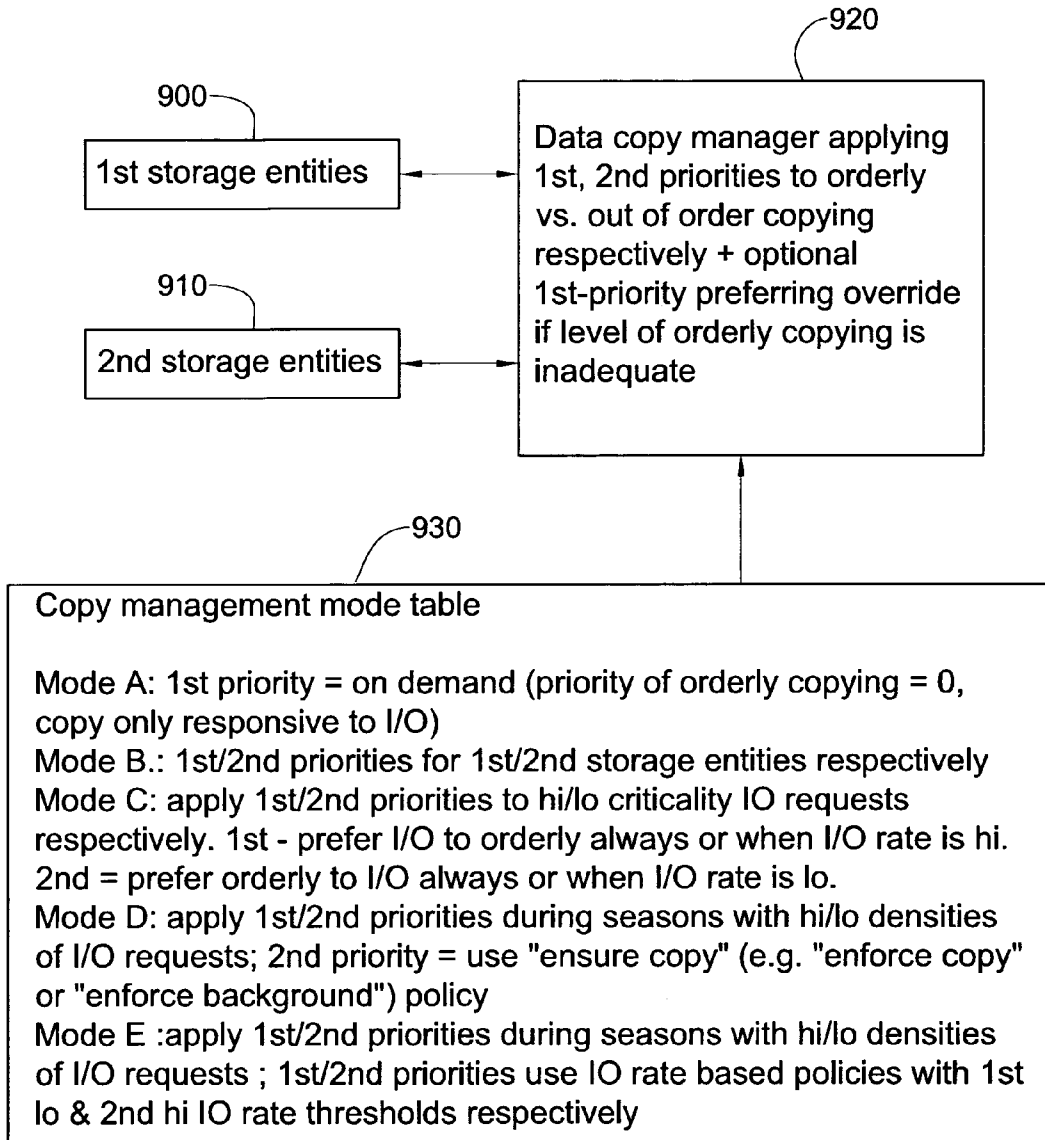 920
900
1st storage entities
Data copy manager applying
1st, 2nd priorities to orderly
vs. out of order copying
respectively + optional
1st-priority preferring override
if level of orderly copying is
inadequate
910
2nd storage entities
930
Copy management mode table
Mode A: 1st priority = on demand (priority of orderly copying = 0,
copy only responsive to I/O)
Mode B.: 1st/2nd priorities for 1st/2nd storage entities respectively
Mode C: apply 1st/2nd priorities to hi/lo criticality IO requests
respectively. 1st - prefer I/O to orderly always or when I/O rate is hi.
2nd = prefer orderly to I/O always or when I/O rate is lo.
Mode D: apply 1st/2nd priorities during seasons with hi/lo densities
of I/O requests; 2nd priority = use "ensure copy" (e.g. "enforce copy"
or "enforce background") policy
Mode E :apply 1st/2nd priorities during seasons with hi/lo densities
of I/O requests ; 1st/2nd priorities use IO rate based policies with 1st
lo & 2nd hi IO rate thresholds respectively